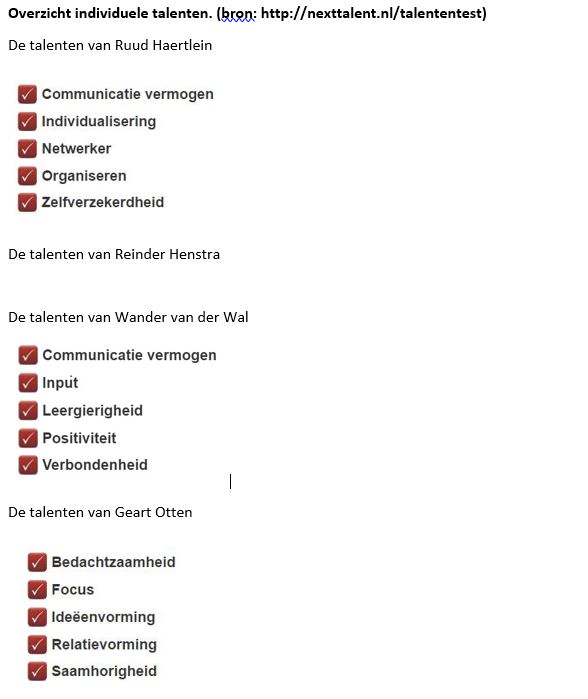 Overzicht individuele talenten. (bron: http://nexttalent.nl/talententest)
De talenten van Ruud Haertlein
Communicatie vermogen
Individualisering
Netwerker
Organiseren
Zelfverzekerdheid
De talenten van Reinder Henstra
De talenten van Wander van der Wal
Communicatie vermogen
Input
Leergierigheid
Positiviteit
Verbondenheid
De talenten van Geart Otten
Bedachtzaamheid
Focus
Ideëenvorming
Relatievorming
Saamhorigheid